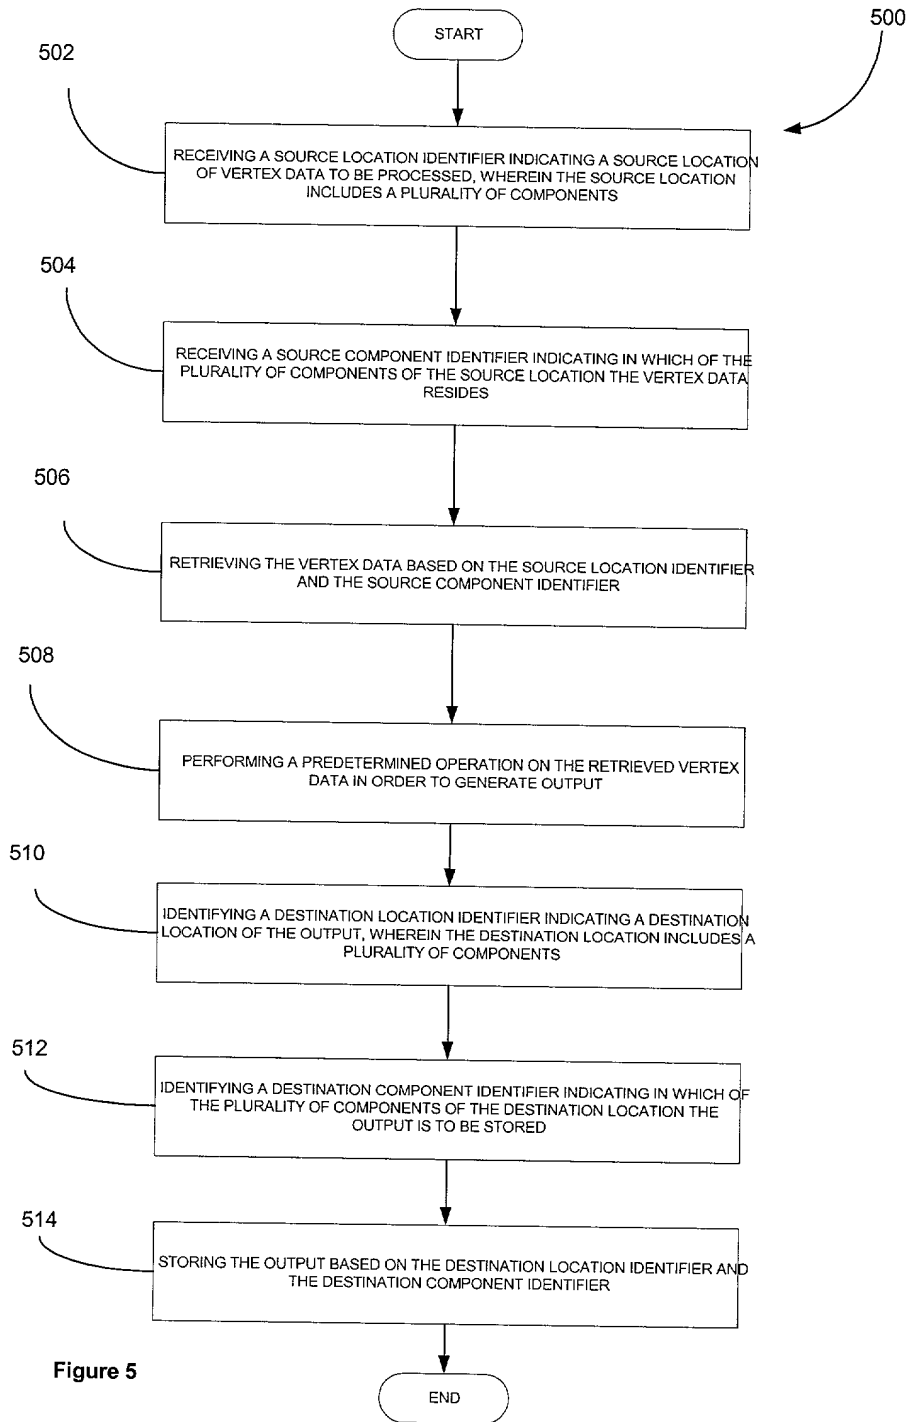 START
500
502
RECEIVING A SOURCE LOCATION IDENTIFIER INDICATING A SOURCE LOCATION
OF VERTEX DATA TO BE PROCESSED, WHEREIN THE SOURCE LOCATION
INCLUDES A PLURALITY OF COMPONENTS
504
RECEIVING A SOURCE COMPONENT IDENTIFIER INDICATING IN WHICH OF THE
PLURALITY OF COMPONENTS OF THE SOURCE LOCATION THE VERTEX DATA
RESIDES
506
RETRIEVING THE VERTEX DATA BASED ON THE SOURCE LOCATION IDENTIFIER
AND THE SOURCE COMPONENT IDENTIFIER
508
PERFORMING A PREDETERMINED OPERATION ON THE RETRIEVED VERTEX
DATA IN ORDER TO GENERATE OUTPUT
510
IDENTIFYING A DESTINATION LOCATION IDENTIFIER INDICATING A DESTINATION
LOCATION OF THE OUTPUT, WHEREIN THE DESTINATION LOCATION INCLUDES A
PLURALITY OF COMPONENTS
512
IDENTIFYING A DESTINATION COMPONENT IDENTIFIER INDICATING IN WHICH OF
THE PLURALITY OF COMPONENTS OF THE DESTINATION LOCATION THE
OUTPUT IS TO BE STORED
514
STORING THE OUTPUT BASED ON THE DESTINATION LOCATION IDENTIFIER AND
THE DESTINATION COMPONENT IDENTIFIER
Figure 5
END